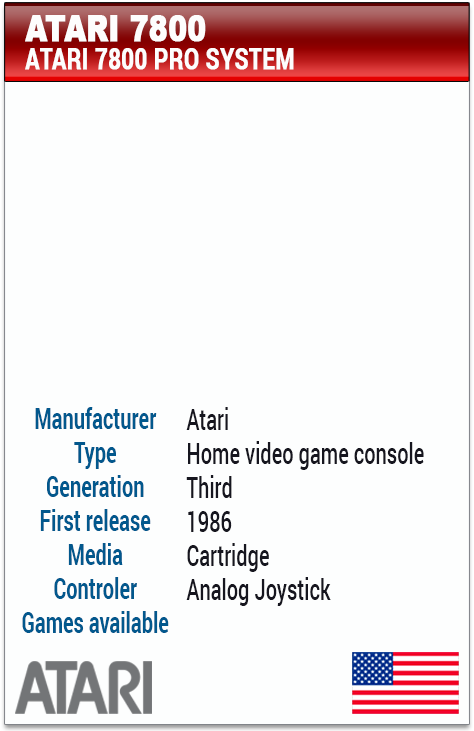 ATARI 7800
ATARI 7800 PRO SYSTEM
Manufacturer Atari
Type Home video game console
Generation Third
First release 1986
Media Cartridge
Controler Analog Joystick
Games available
ATARI